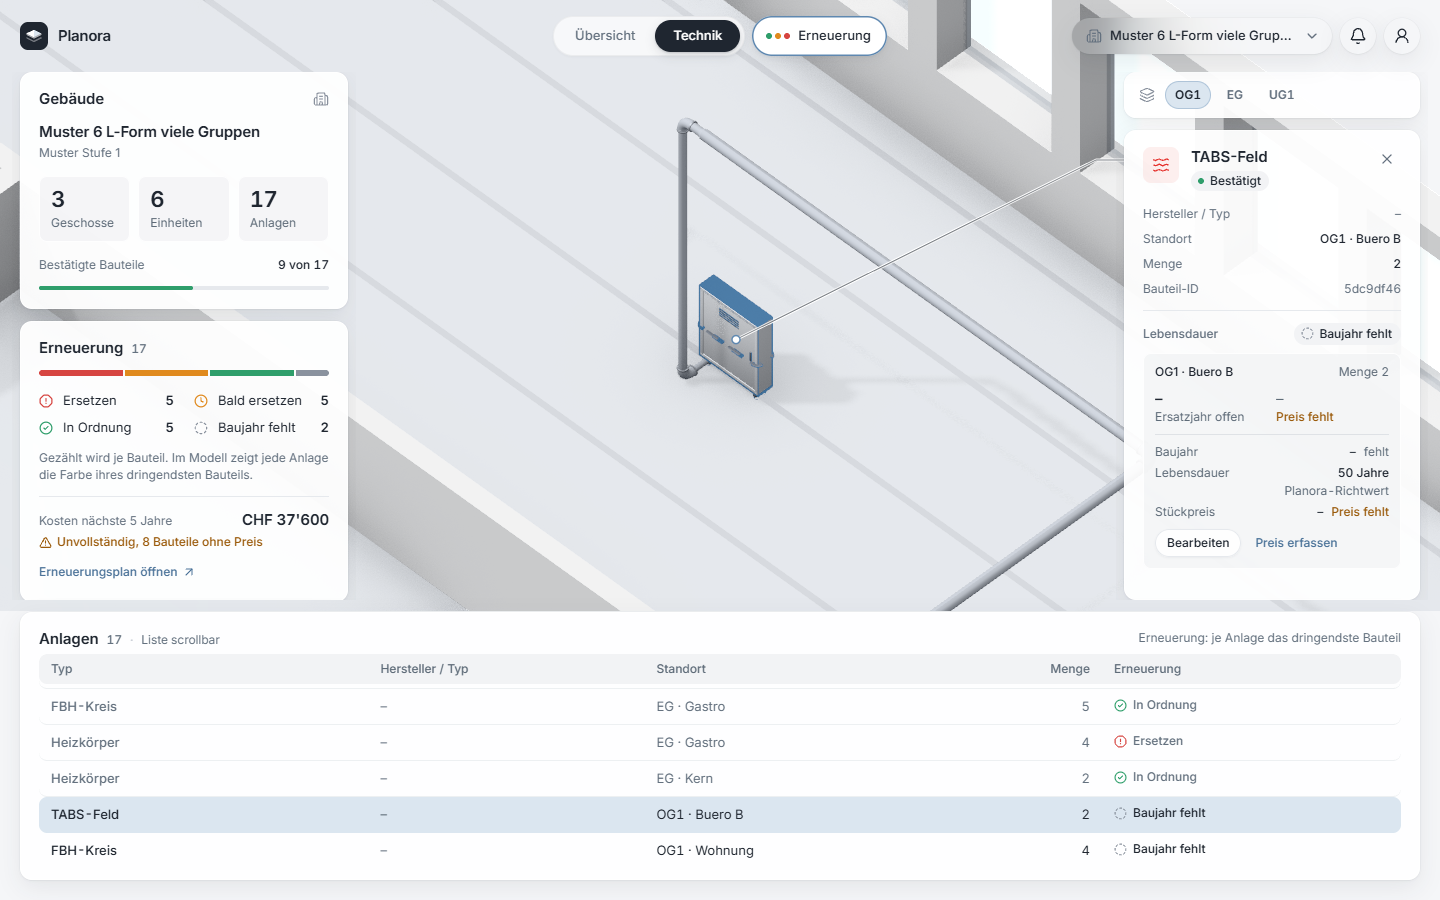 Planora
Übersicht
Technik
Erneuerung
Muster 6 L-Form viele Grup...
Gebäude
Muster 6 L-Form viele Gruppen
Muster Stufe 1
3
Geschosse
6
Einheiten
17
Anlagen
Bestätigte Bauteile
9 von 17
Erneuerung 17
Ersetzen 5
Bald ersetzen 5
In Ordnung 5
Baujahr fehlt 2
Gezählt wird je Bauteil. Im Modell zeigt jede Anlage
die Farbe ihres dringendsten Bauteils.
Kosten nächste 5 Jahre CHF 37'600
Unvollständig, 8 Bauteile ohne Preis
Erneuerungsplan öffnen
OG1 EG UG1
TABS-Feld
Bestätigt
Hersteller / Typ –
Standort OG1 · Buero B
Menge 2
Bauteil-ID 5dc9df46
Lebensdauer Baujahr fehlt
OG1 · Buero B Menge 2
– –
Ersatzjahr offen Preis fehlt
Baujahr – fehlt
Lebensdauer 50 Jahre
Planora-Richtwert
Stückpreis – Preis fehlt
Bearbeiten Preis erfassen
Anlagen 17 · Liste scrollbar
Erneuerung: je Anlage das dringendste Bauteil
Typ Hersteller / Typ Standort Menge Erneuerung
FBH-Kreis – EG · Gastro 5 In Ordnung
Heizkörper – EG · Gastro 4 Ersetzen
Heizkörper – EG · Kern 2 In Ordnung
TABS-Feld – OG1 · Buero B 2 Baujahr fehlt
FBH-Kreis – OG1 · Wohnung 4 Baujahr fehlt